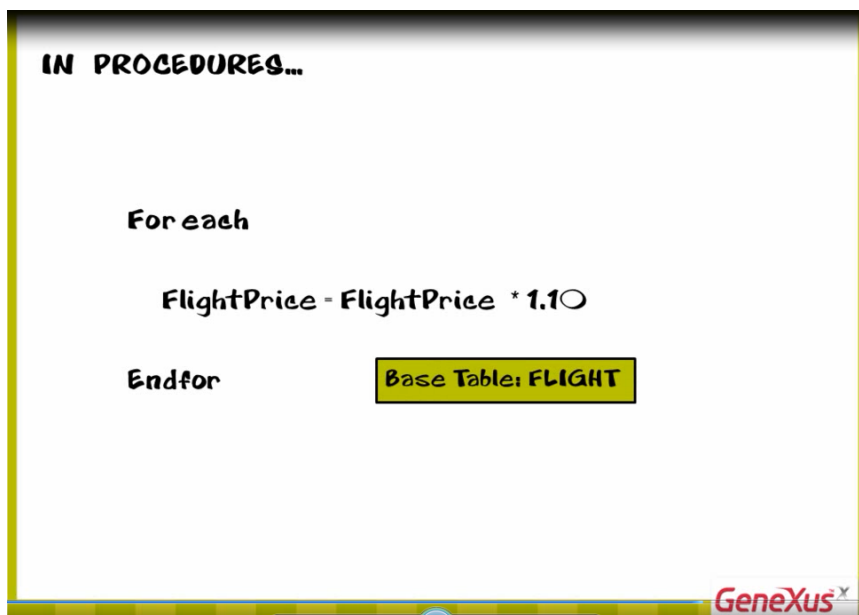 IN PROCEDURES...
For each
FlightPrice = FlightPrice * 1.10
Endfor
Base Table: FLIGHT
GeneXus X